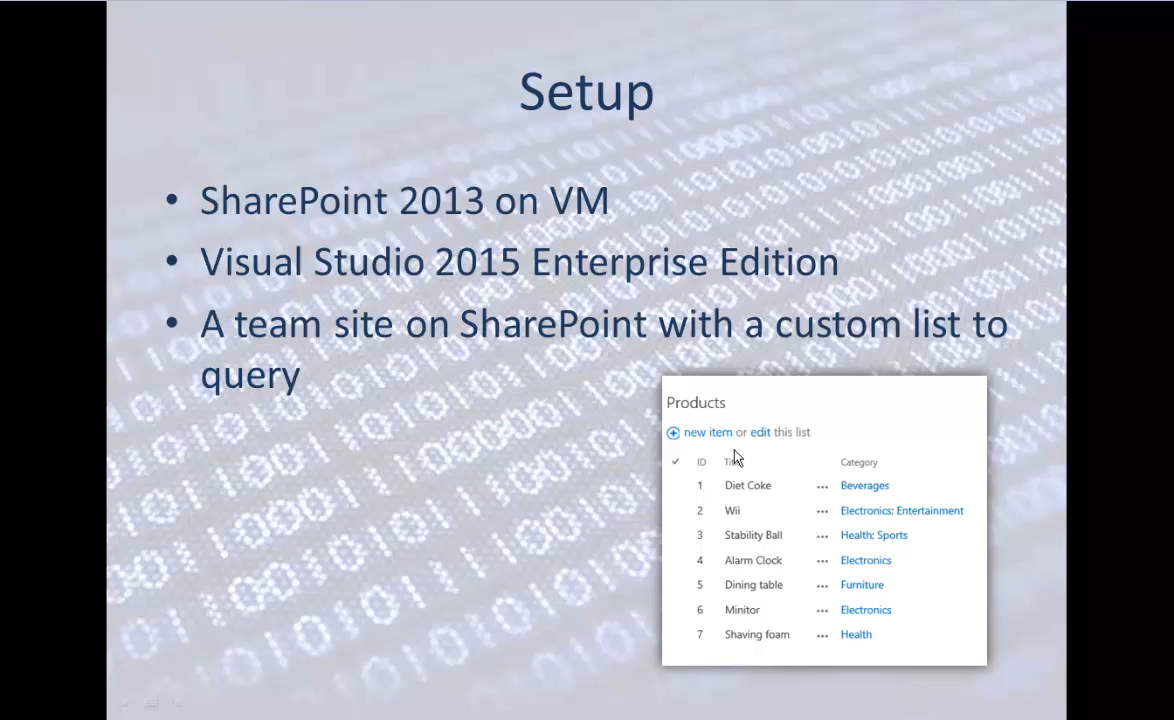 Setup
• SharePoint 2013 on VM
• Visual Studio 2015 Enterprise Edition
• A team site on SharePoint with a custom list to
query
Products
new item or edit this list
ID Category
1 Diet Coke ... Beverages
2 Wii ... Electronics; Entertainment
3 Stability Ball ... Health; Sports
4 Alarm Clock ... Electronics
5 Dining table ... Furniture
6 Minitor ... Electronics
7 Shaving foam ... Health